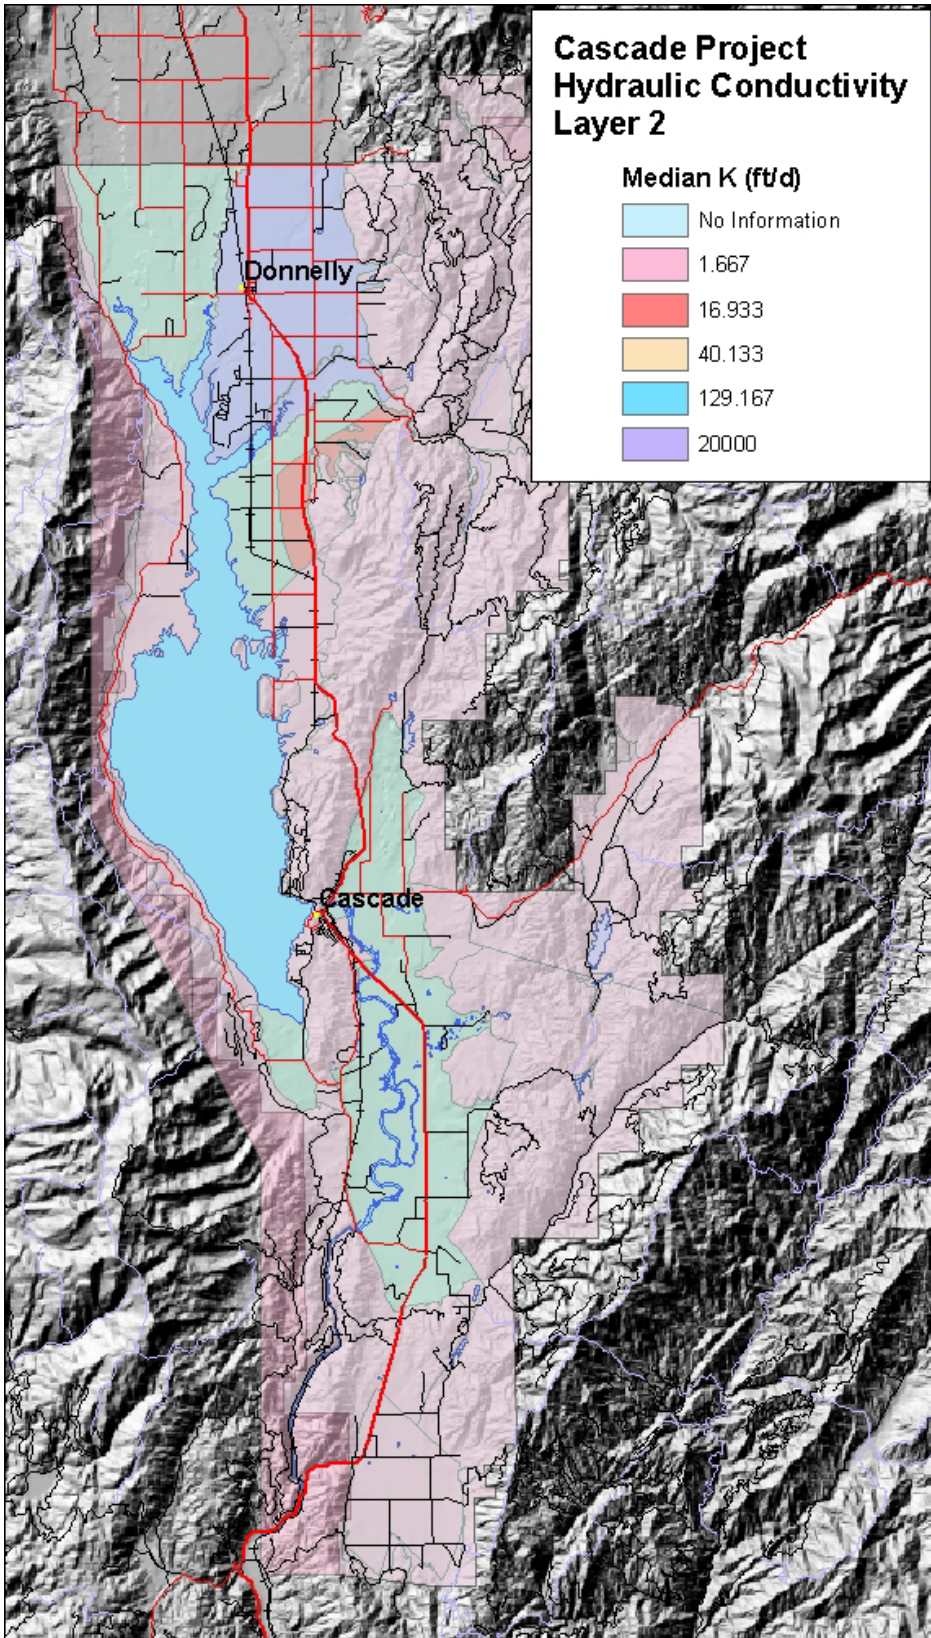 Cascade Project
Hydraulic Conductivity
Layer 2
Median K (ft/d)
No Information
1.667
16.933
40.133
129.167
20000
Donnelly
Cascade